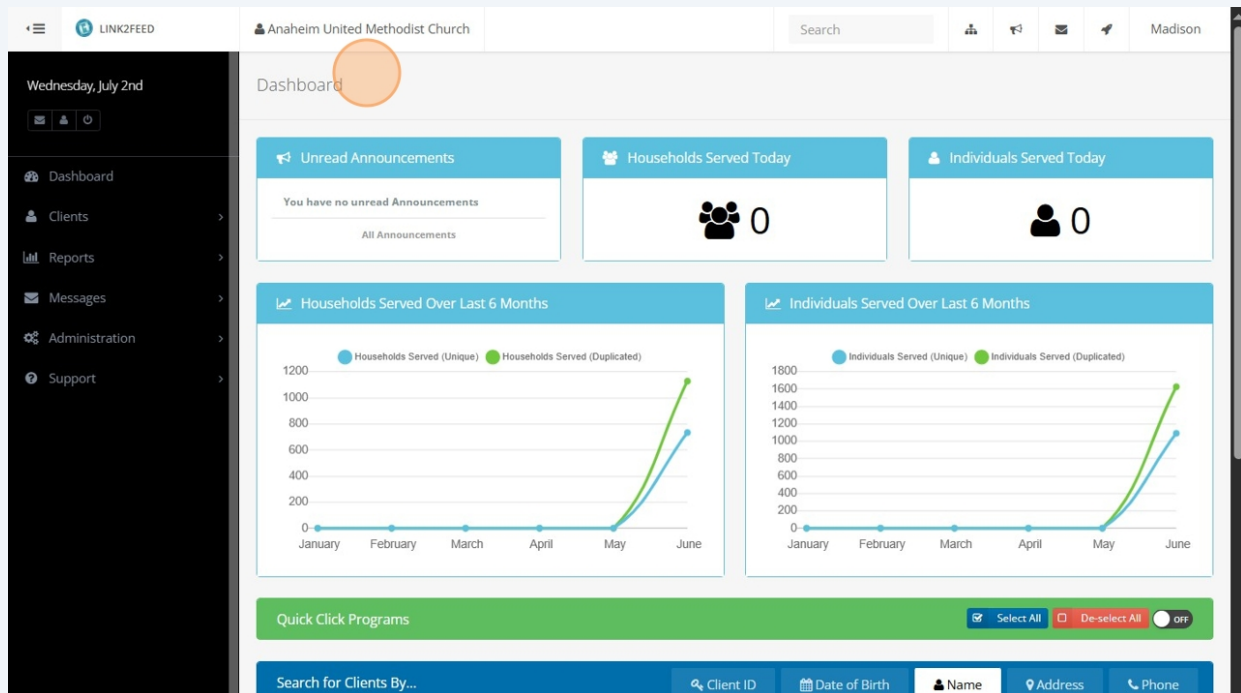 LINK2FEED
Anaheim United Methodist Church
Search
Madison
Wednesday, July 2nd
Dashboard
Clients
Reports
Messages
Administration
Support
Dashboard
Unread Announcements
You have no unread Announcements
All Announcements
Households Served Today
0
Individuals Served Today
0
Households Served Over Last 6 Months
Households Served (Unique) Households Served (Duplicated)
1200
1000
800
600
400
200
0
January February March April May June
Individuals Served Over Last 6 Months
Individuals Served (Unique) Individuals Served (Duplicated)
1800
1600
1400
1200
1000
800
600
400
200
0
January February March April May June
Quick Click Programs
Select All De-select All OFF
Search for Clients By...
Client ID Date of Birth Name Address Phone